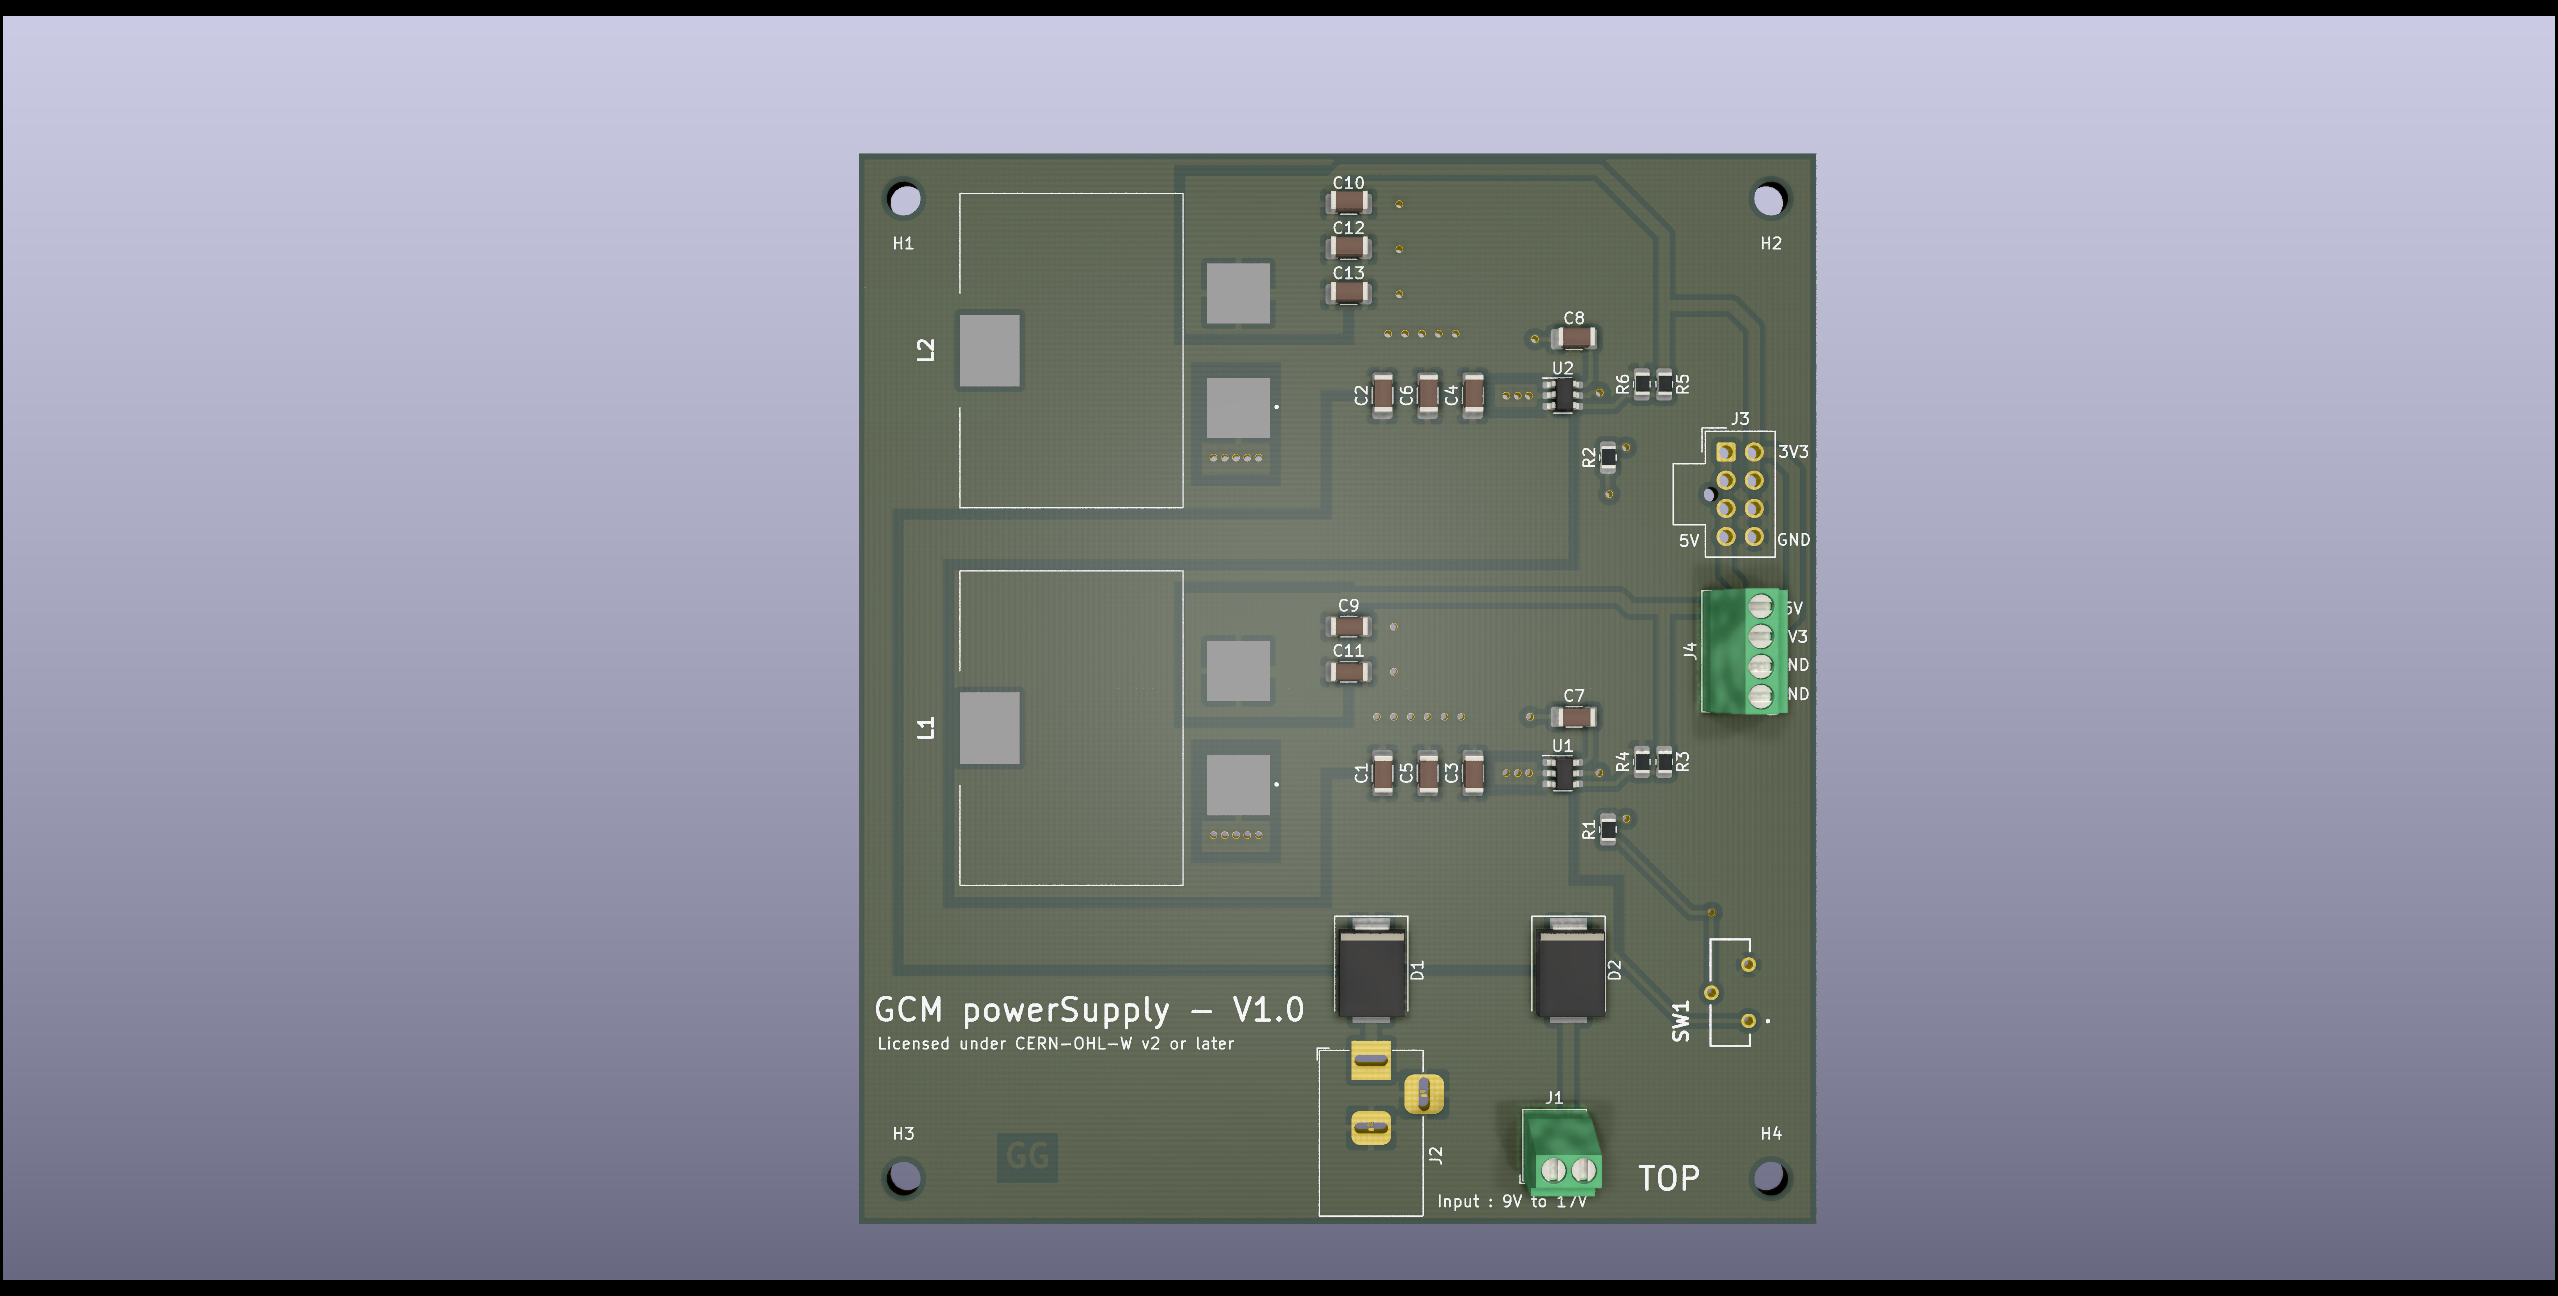 C10
H1
C12
H2
C13
C8
L2
U2
C2
C6
C4
R6
R5
J3
R2
3V3
5V
GND
C9
5V
V3
C11
J4
ND
ND
C7
L1
U1
C1
C5
C3
R4
R3
R1
D1
D2
GCM powerSupply – V1.0
SW1
Licensed under CERN-OHL-W v2 or later
J1
H3
GG
J2
H4
TOP
Input : 9V to 17V